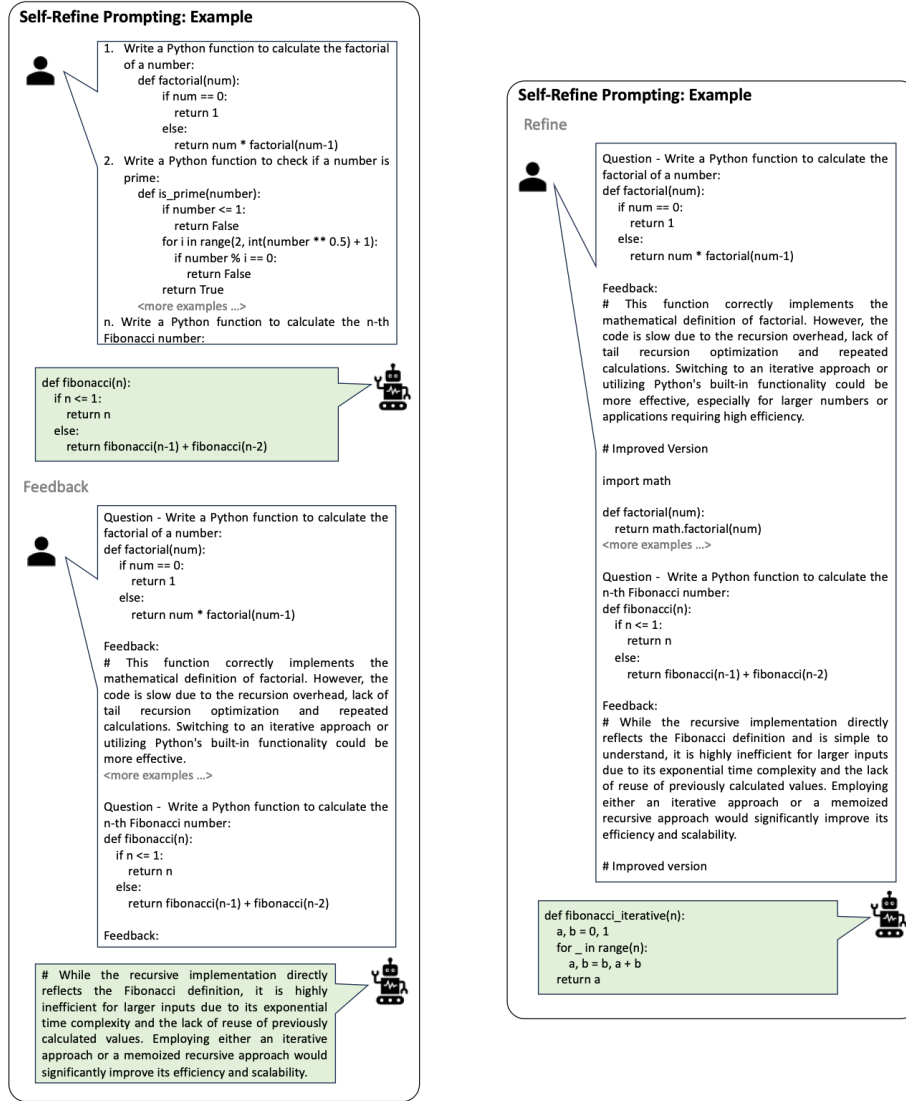 Self-Refine Prompting: Example
1. Write a Python function to calculate the factorial
of a number:
def factorial(num):
if num == 0:
return 1
else:
return num * factorial(num-1)
2. Write a Python function to check if a number is
prime:
def is_prime(number):
if number <= 1:
return False
for i in range(2, int(number ** 0.5) + 1):
if number % i == 0:
return False
return True
<more examples ...>
n. Write a Python function to calculate the n-th
Fibonacci number:
def fibonacci(n):
if n <= 1:
return n
else:
return fibonacci(n-1) + fibonacci(n-2)
Feedback
Question - Write a Python function to calculate the
factorial of a number:
def factorial(num):
if num == 0:
return 1
else:
return num * factorial(num-1)
Feedback:
# This function correctly implements the
mathematical definition of factorial. However, the
code is slow due to the recursion overhead, lack of
tail recursion optimization and repeated
calculations. Switching to an iterative approach or
utilizing Python's built-in functionality could be
more effective.
<more examples ...>
Question - Write a Python function to calculate the
n-th Fibonacci number:
def fibonacci(n):
if n <= 1:
return n
else:
return fibonacci(n-1) + fibonacci(n-2)
Feedback:
# While the recursive implementation directly
reflects the Fibonacci definition, it is highly
inefficient for larger inputs due to its exponential
time complexity and the lack of reuse of previously
calculated values. Employing either an iterative
approach or a memoized recursive approach would
significantly improve its efficiency and scalability.
Self-Refine Prompting: Example
Refine
Question - Write a Python function to calculate the
factorial of a number:
def factorial(num):
if num == 0:
return 1
else:
return num * factorial(num-1)
Feedback:
# This function correctly implements the
mathematical definition of factorial. However, the
code is slow due to the recursion overhead, lack of
tail recursion optimization and repeated
calculations. Switching to an iterative approach or
utilizing Python's built-in functionality could be
more effective, especially for larger numbers or
applications requiring high efficiency.
# Improved Version
import math
def factorial(num):
return math.factorial(num)
<more examples ...>
Question - Write a Python function to calculate the
n-th Fibonacci number:
def fibonacci(n):
if n <= 1:
return n
else:
return fibonacci(n-1) + fibonacci(n-2)
Feedback:
# While the recursive implementation directly
reflects the Fibonacci definition and is simple to
understand, it is highly inefficient for larger inputs
due to its exponential time complexity and the lack
of reuse of previously calculated values. Employing
either an iterative approach or a memoized
recursive approach would significantly improve its
efficiency and scalability.
# Improved version
def fibonacci_iterative(n):
a, b = 0, 1
for _ in range(n):
a, b = b, a + b
return a